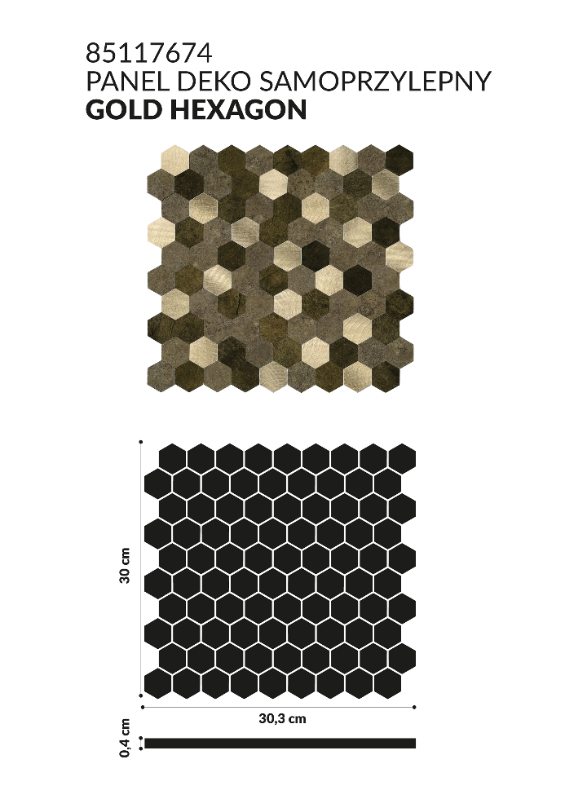 85117674
PANEL DEKO SAMOPRZYLEPNY
GOLD HEXAGON
30 cm
30,3 cm
0,4 cm